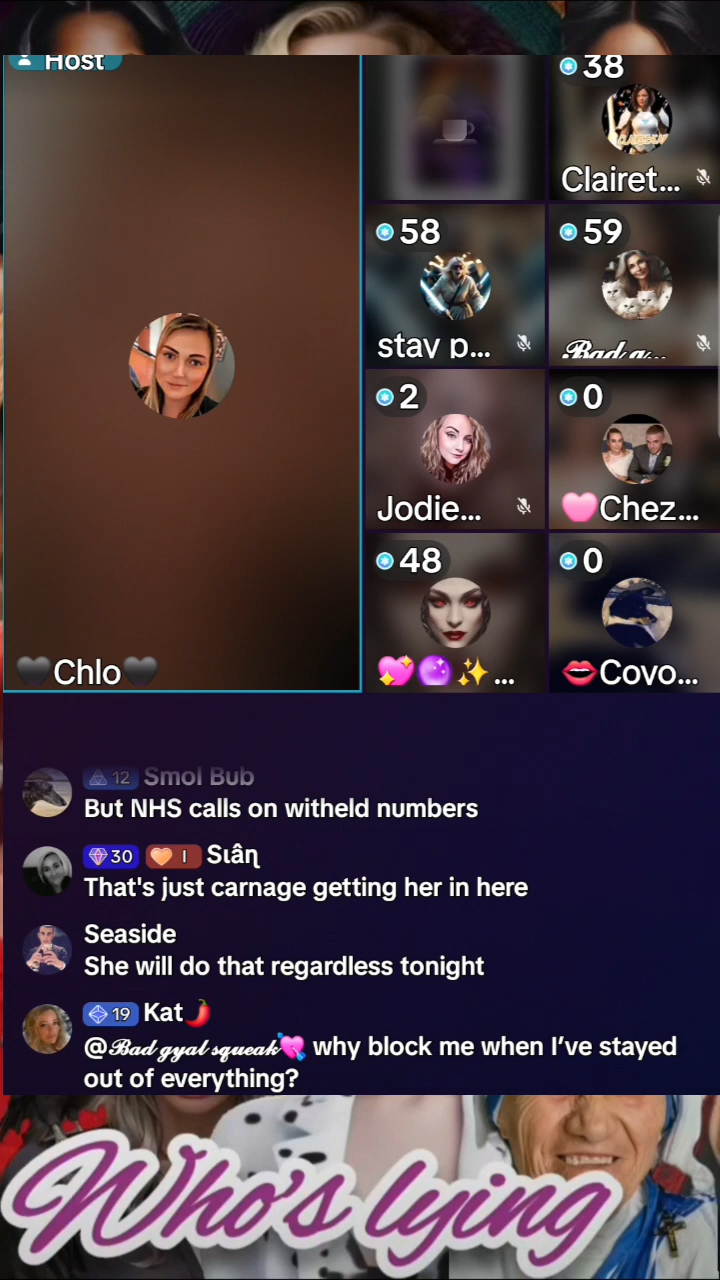 Host
🖤Chlo🖤
38
Clairet...
58
stav p...
59
𝓑𝓪𝓭 𝓰...
2
Jodie...
0
🩷Chez...
48
💖🔮✨...
0
👄Covo...
12 Smol Bub
But NHS calls on witheld numbers
30 I Sιâɳ
That's just carnage getting her in here
Seaside
She will do that regardless tonight
19 Kat🌶️
@𝓑𝓪𝓭 𝓰𝔂𝓪𝓵 𝓼𝓺𝓾𝓮𝓪𝓴💘 why block me when I've stayed
out of everything?
Who's lying